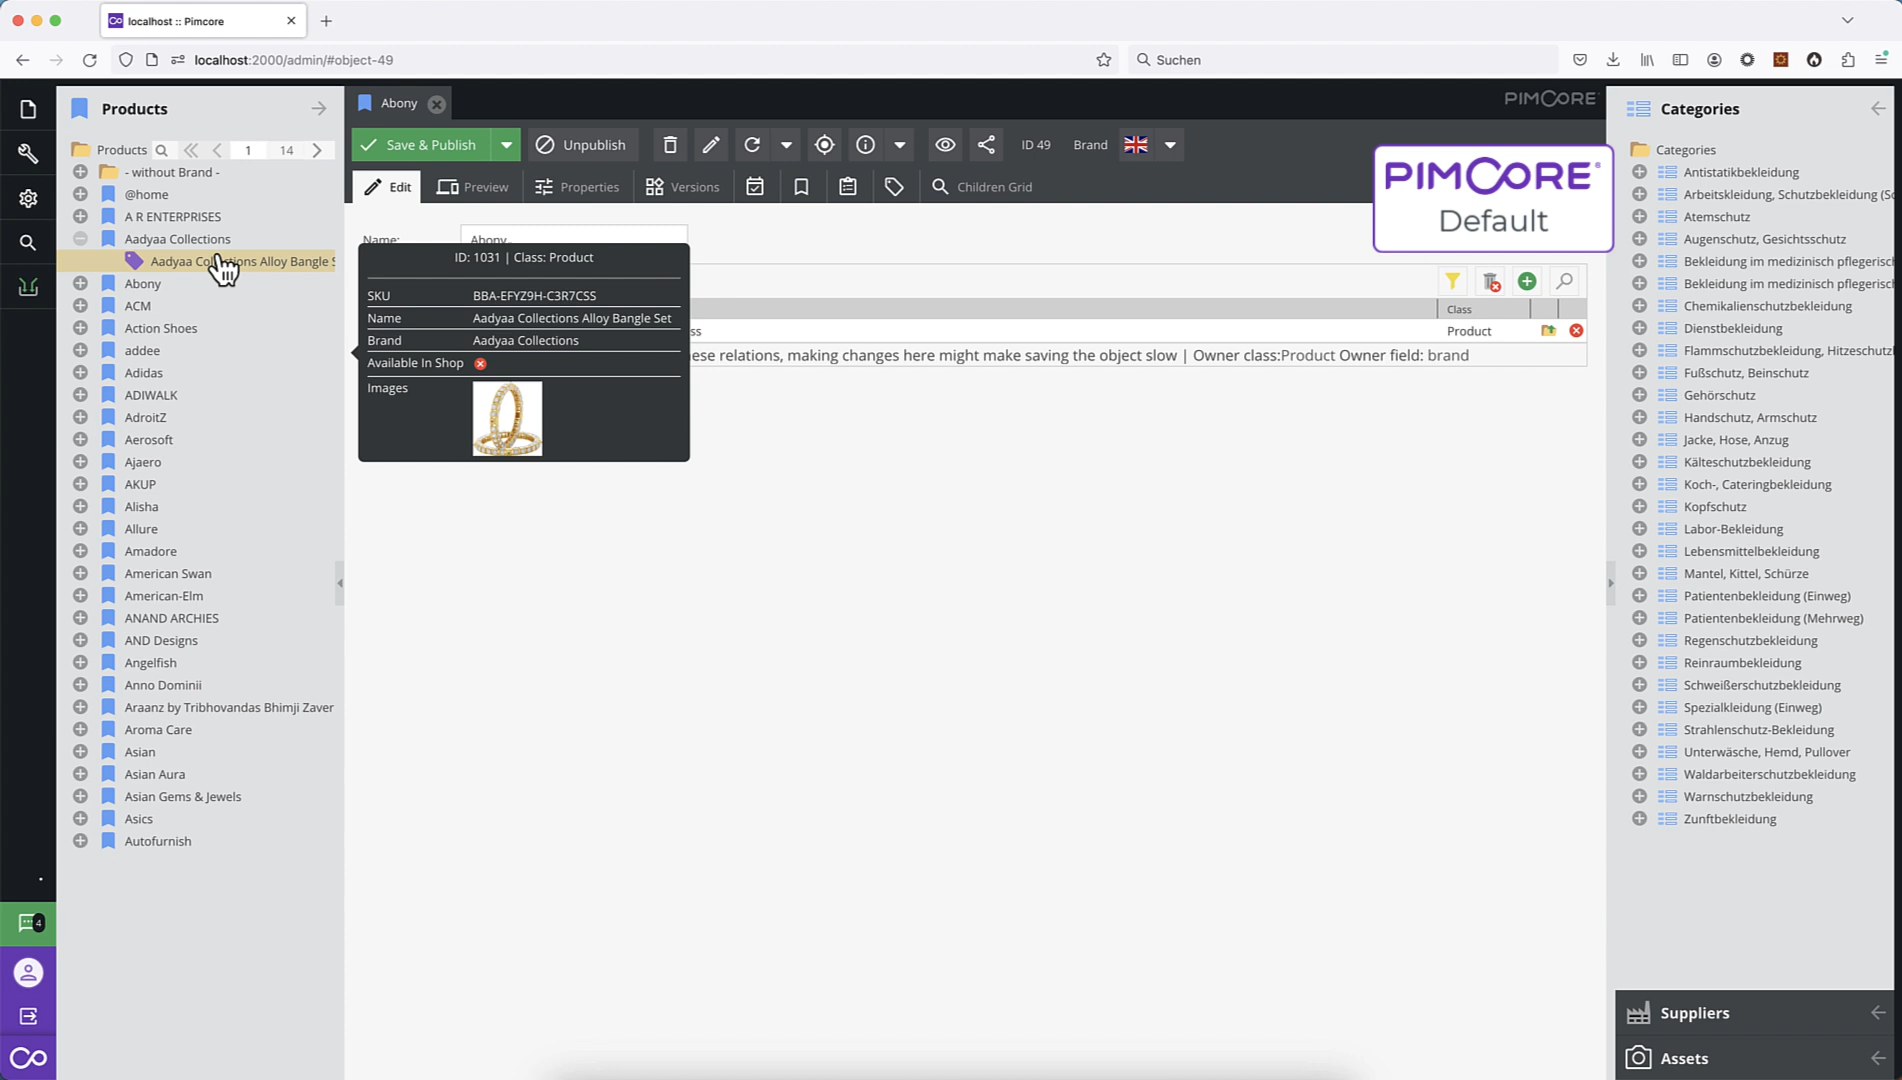 localhost :: Pimcore
localhost:2000/admin/#object-49
Suchen
Products
Products
1
14
- without Brand -
@home
A R ENTERPRISES
Aadyaa Collections
Aadyaa Collections Alloy Bangle S
Abony
ACM
Action Shoes
addee
Adidas
ADIWALK
AdroitZ
Aerosoft
Ajaero
AKUP
Alisha
Allure
Amadore
American Swan
American-Elm
ANAND ARCHIES
AND Designs
Angelfish
Anno Dominii
Araanz by Tribhovandas Bhimji Zaver
Aroma Care
Asian
Asian Aura
Asian Gems & Jewels
Asics
Autofurnish
4
Abony
PIMCORE
Save & Publish
Unpublish
ID 49
Brand
Edit
Preview
Properties
Versions
Children Grid
PIMCORE®
Default
Name:
Abony
ID: 1031 | Class: Product
SKU BBA-EFYZ9H-C3R7CSS
Name Aadyaa Collections Alloy Bangle Set
Brand Aadyaa Collections
Available In Shop
Images
Class
ss
Product
ese relations, making changes here might make saving the object slow | Owner class:Product Owner field: brand
Categories
Categories
Antistatikbekleidung
Arbeitskleidung, Schutzbekleidung (Sc
Atemschutz
Augenschutz, Gesichtsschutz
Bekleidung im medizinisch pflegerisch
Bekleidung im medizinisch pflegerisch
Chemikalienschutzbekleidung
Dienstbekleidung
Flammschutzbekleidung, Hitzeschutzl
Fußschutz, Beinschutz
Gehörschutz
Handschutz, Armschutz
Jacke, Hose, Anzug
Kälteschutzbekleidung
Koch-, Cateringbekleidung
Kopfschutz
Labor-Bekleidung
Lebensmittelbekleidung
Mantel, Kittel, Schürze
Patientenbekleidung (Einweg)
Patientenbekleidung (Mehrweg)
Regenschutzbekleidung
Reinraumbekleidung
Schweißerschutzbekleidung
Spezialkleidung (Einweg)
Strahlenschutz-Bekleidung
Unterwäsche, Hemd, Pullover
Waldarbeiterschutzbekleidung
Warnschutzbekleidung
Zunftbekleidung
Suppliers
Assets